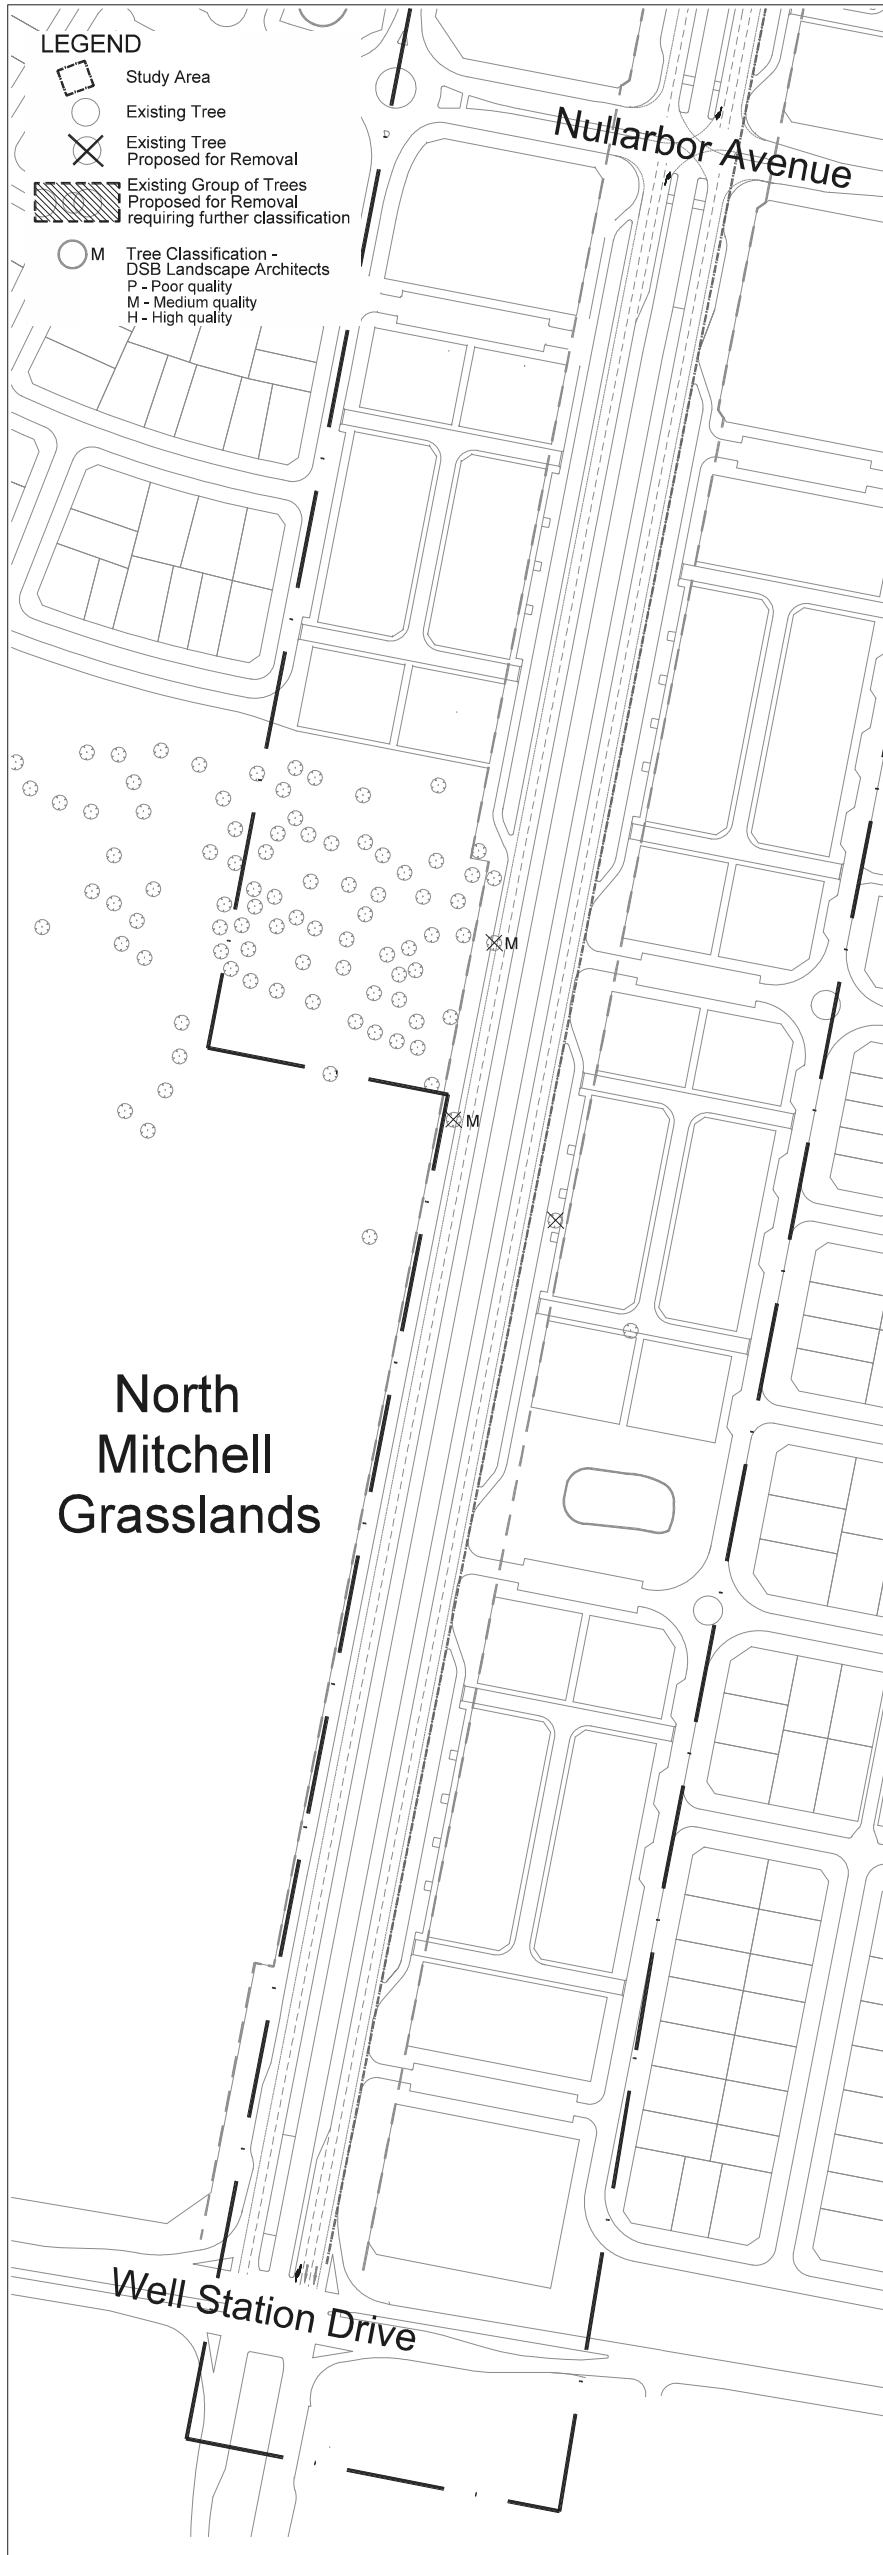 LEGEND
Study Area
Existing Tree
Existing Tree
Proposed for Removal
Existing Group of Trees
Proposed for Removal
requiring further classification
M
Tree Classification -
DSB Landscape Architects
P - Poor quality
M - Medium quality
H - High quality
Nullarbor Avenue
M
M
North
Mitchell
Grasslands
Well Station Drive